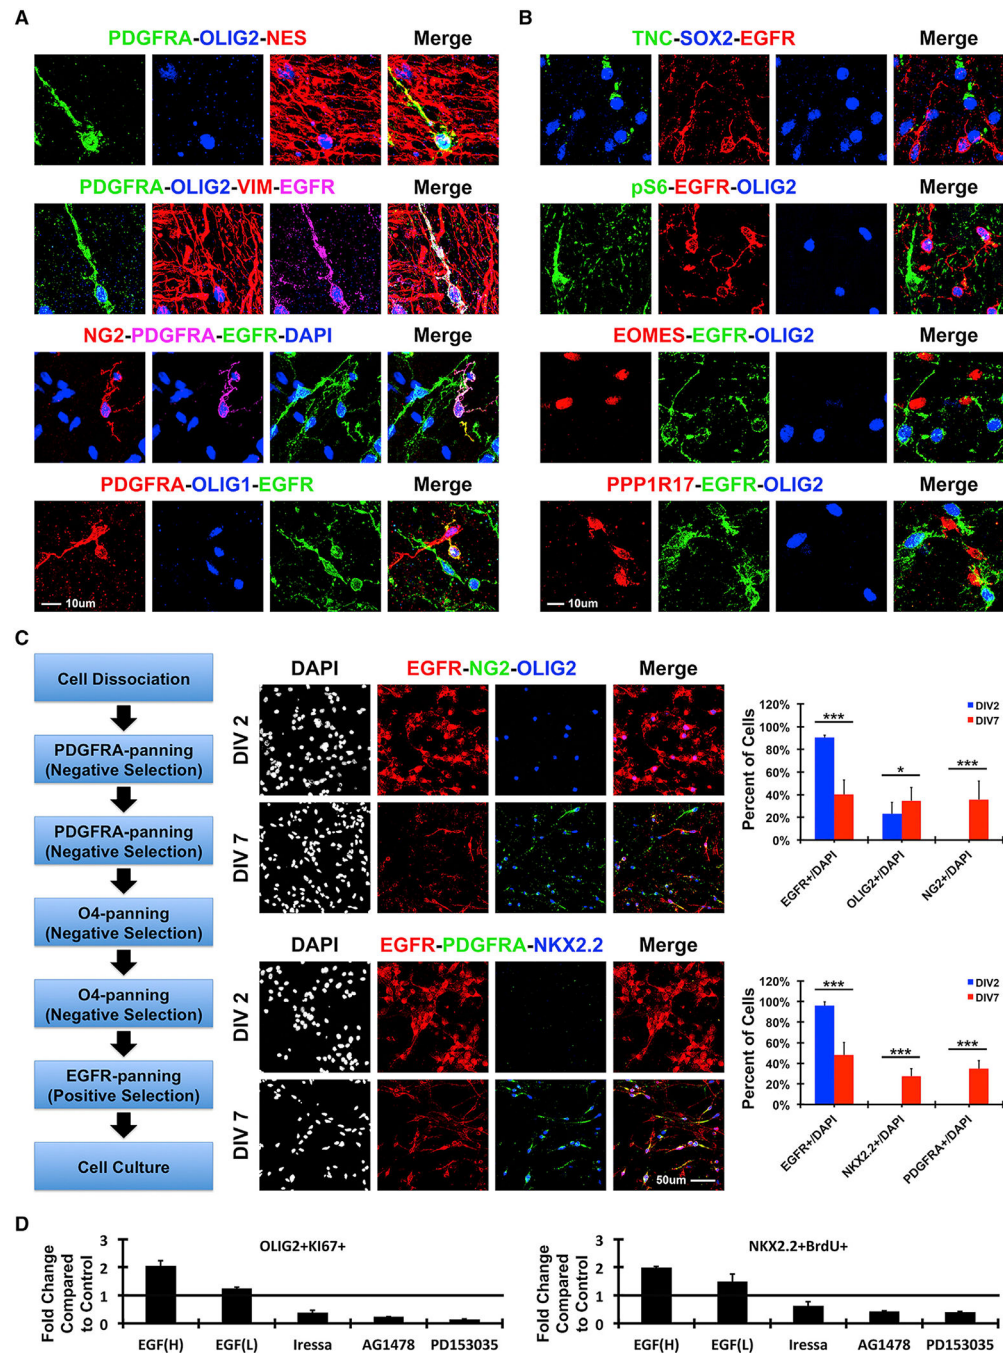 A
PDGFRA-OLIG2-NES Merge
PDGFRA-OLIG2-VIM-EGFR Merge
NG2-PDGFRA-EGFR-DAPI Merge
PDGFRA-OLIG1-EGFR Merge
10um
B
TNC-SOX2-EGFR Merge
pS6-EGFR-OLIG2 Merge
EOMES-EGFR-OLIG2 Merge
PPP1R17-EGFR-OLIG2 Merge
10um
C
Cell Dissociation
PDGFRA-panning
(Negative Selection)
PDGFRA-panning
(Negative Selection)
O4-panning
(Negative Selection)
O4-panning
(Negative Selection)
EGFR-panning
(Positive Selection)
Cell Culture
DAPI EGFR-NG2-OLIG2 Merge
DIV 2
DIV 7
Percent of Cells
120%
100%
80%
60%
40%
20%
0%
***
*
***
DIV2
DIV7
EGFR+/DAPI
OLIG2+/DAPI
NG2+/DAPI
DAPI EGFR-PDGFRA-NKX2.2 Merge
DIV 2
DIV 7
50um
Percent of Cells
120%
100%
80%
60%
40%
20%
0%
***
***
***
DIV2
DIV7
EGFR+/DAPI
NKX2.2+/DAPI
PDGFRA+/DAPI
D
Fold Change
Compared
to Control
3
2
1
0
OLIG2+KI67+
EGF(H) EGF(L) Iressa AG1478 PD153035
Fold Change
Compared
to Control
3
2
1
0
NKX2.2+BrdU+
EGF(H) EGF(L) Iressa AG1478 PD153035